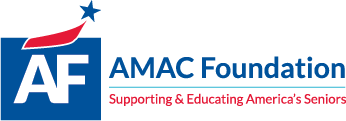 AF
AMAC Foundation
Supporting & Educating America's Seniors